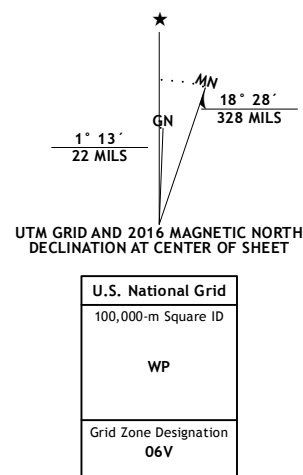 ★
MN
GN
18° 28´
328 MILS
1° 13´
22 MILS
UTM GRID AND 2016 MAGNETIC NORTH
DECLINATION AT CENTER OF SHEET
U.S. National Grid
100,000-m Square ID
WP
Grid Zone Designation
06V